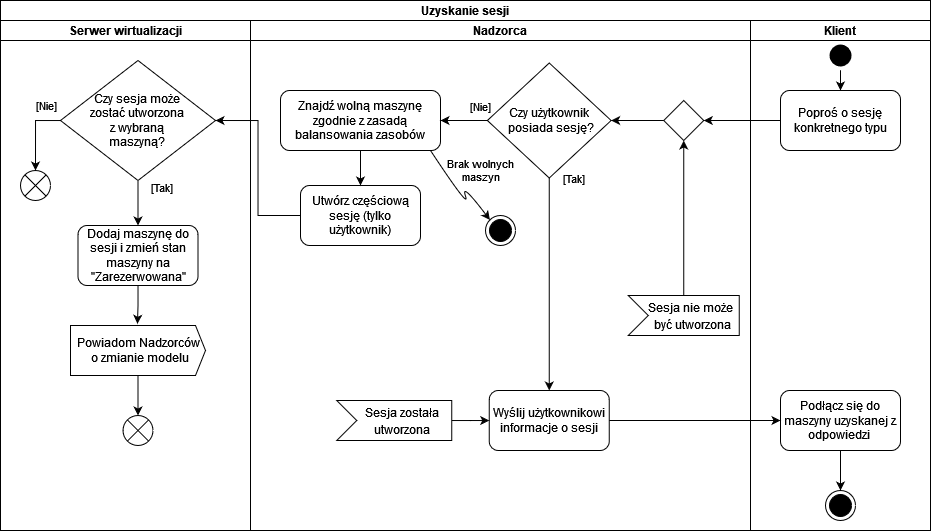 Uzyskanie sesji
Serwer wirtualizacji
Nadzorca
Klient
Poproś o sesję
konkretnego typu
Czy użytkownik
posiada sesję?
[Nie]
[Tak]
Znajdź wolną maszynę
zgodnie z zasadą
balansowania zasobów
Brak wolnych
maszyn
Utwórz częściową
sesję (tylko
użytkownik)
Czy sesja może
zostać utworzona
z wybraną
maszyną?
[Nie]
[Tak]
Dodaj maszynę do
sesji i zmień stan
maszyny na
"Zarezerwowana"
Powiadom Nadzorców
o zmianie modelu
Sesja nie może
być utworzona
Sesja została
utworzona
Wyślij użytkownikowi
informacje o sesji
Podłącz się do
maszyny uzyskanej z
odpowiedzi